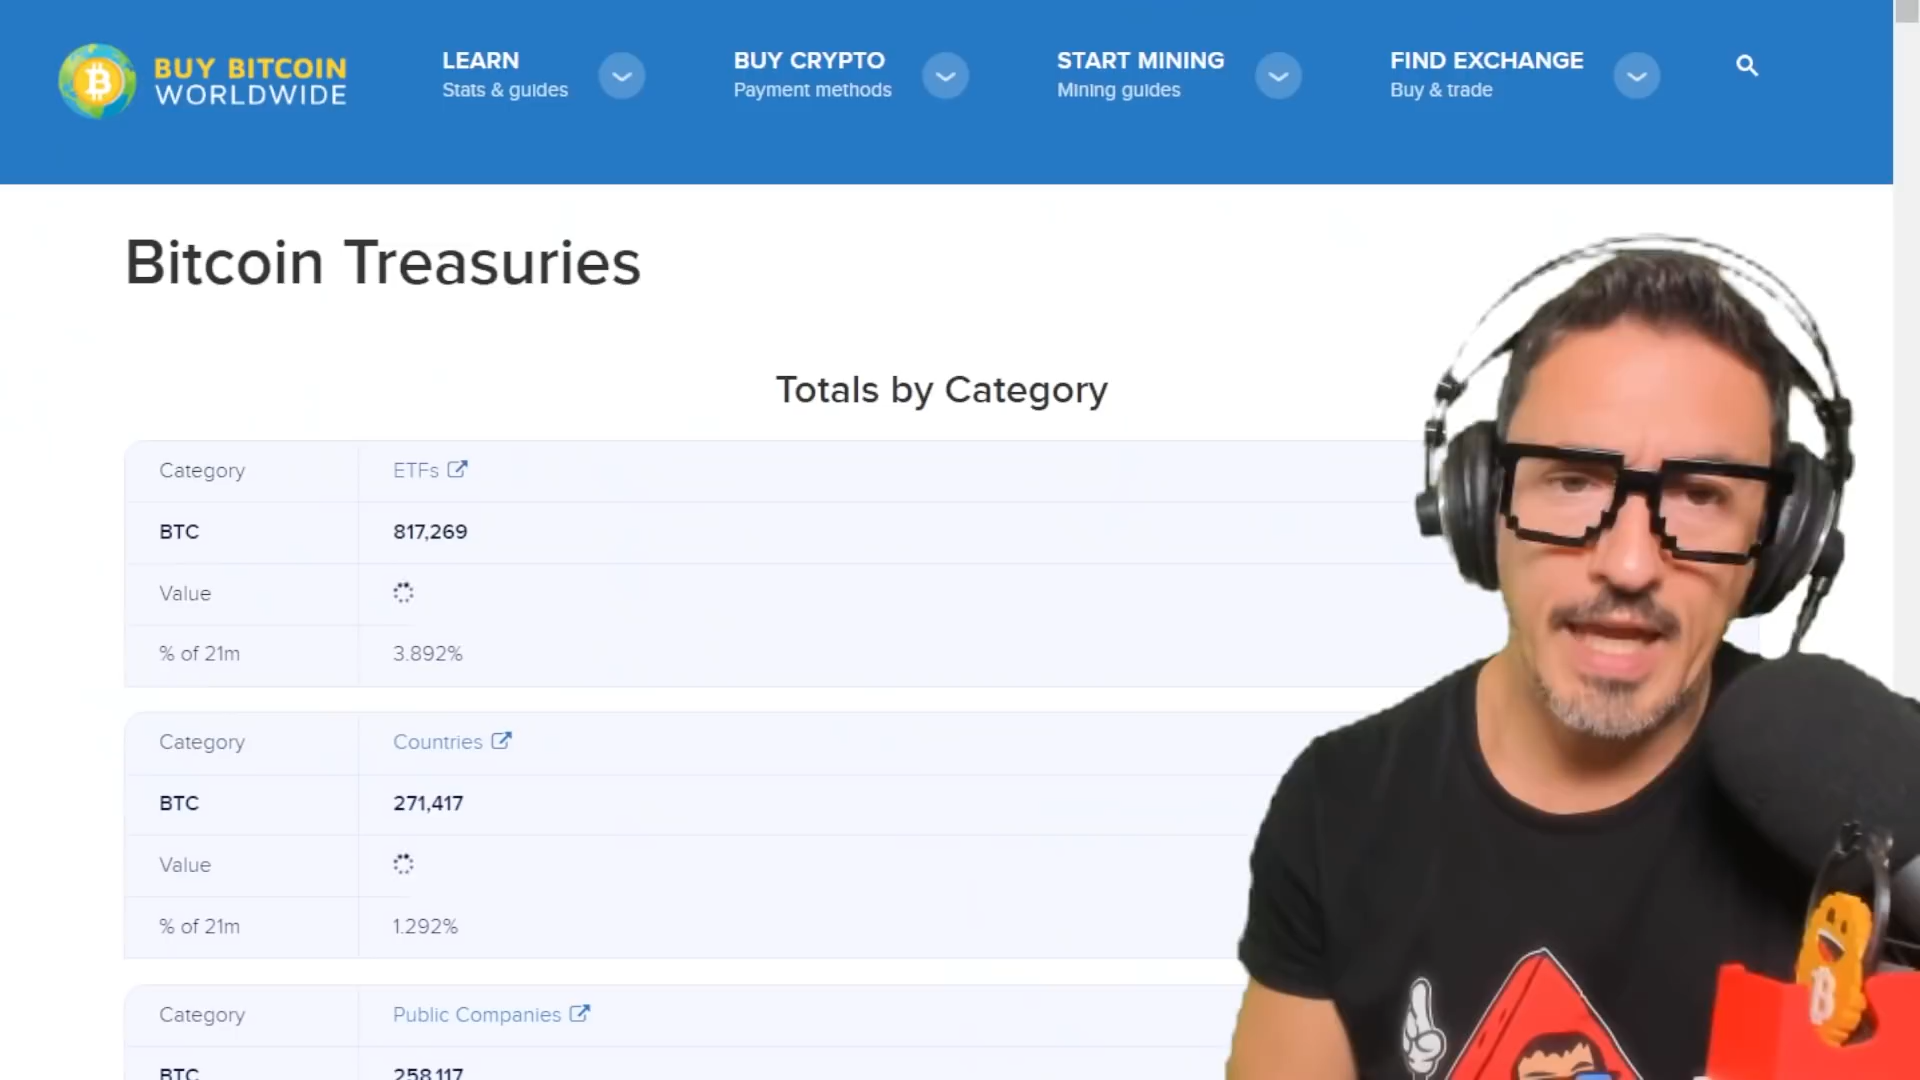 BUY BITCOIN
WORLDWIDE
LEARN
Stats & guides
BUY CRYPTO
Payment methods
START MINING
Mining guides
FIND EXCHANGE
Buy & trade
Bitcoin Treasuries
Totals by Category
Category ETFs
BTC 817,269
Value
% of 21m 3.892%
Category Countries
BTC 271,417
Value
% of 21m 1.292%
Category Public Companies
BTC 258,117